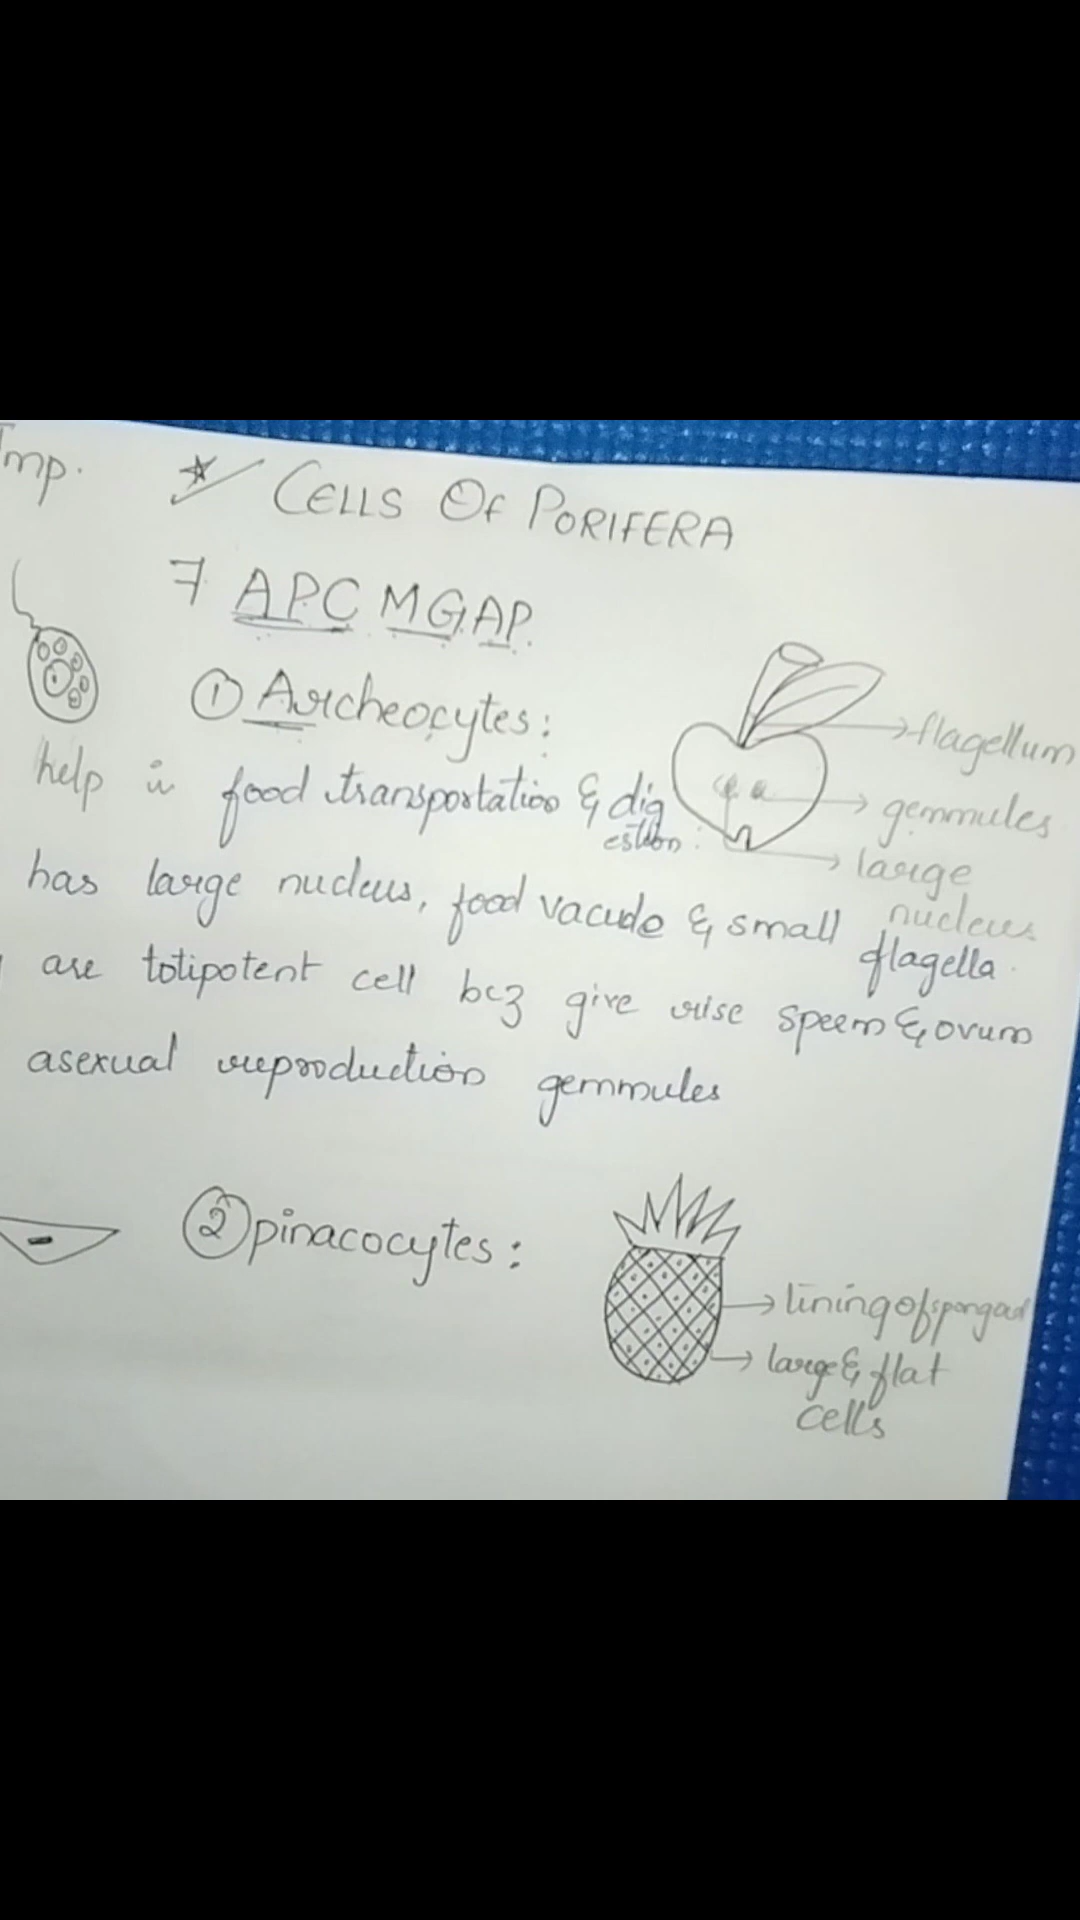 Imp. CELLS OF PORIFERA
7 APC MGAP.
① Archeocytes:
flagellum
help in food transportation & dig
estion:
gemmules
large
nucleus
has large nucleus, food vacuole & small flagella.
are totipotent cell bcz give rise sperm & ovum
asexual reproduction gemmules
② pinacocytes:
lining of
large & flat
cells